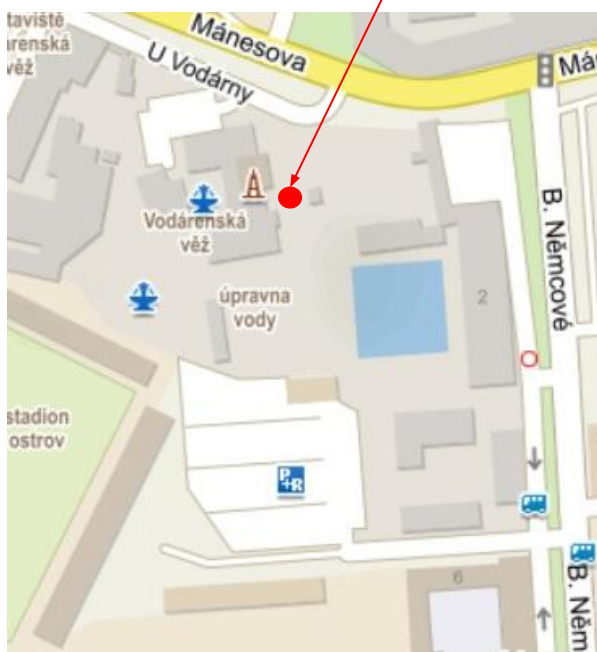 taviště
árenská
věž
Mánesova
U Vodárny
Má
Vodárenská
věž
úpravna
vody
2
B. Němcové
stadion
ostrov
P+R
6
B. Něm